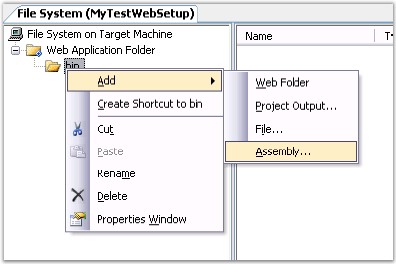 File System (MyTestWebSetup)
File System on Target Machine
Web Application Folder
bin
Name
Add
Create Shortcut to bin
Cut
Paste
Rename
Delete
Properties Window
Web Folder
Project Output...
File...
Assembly...